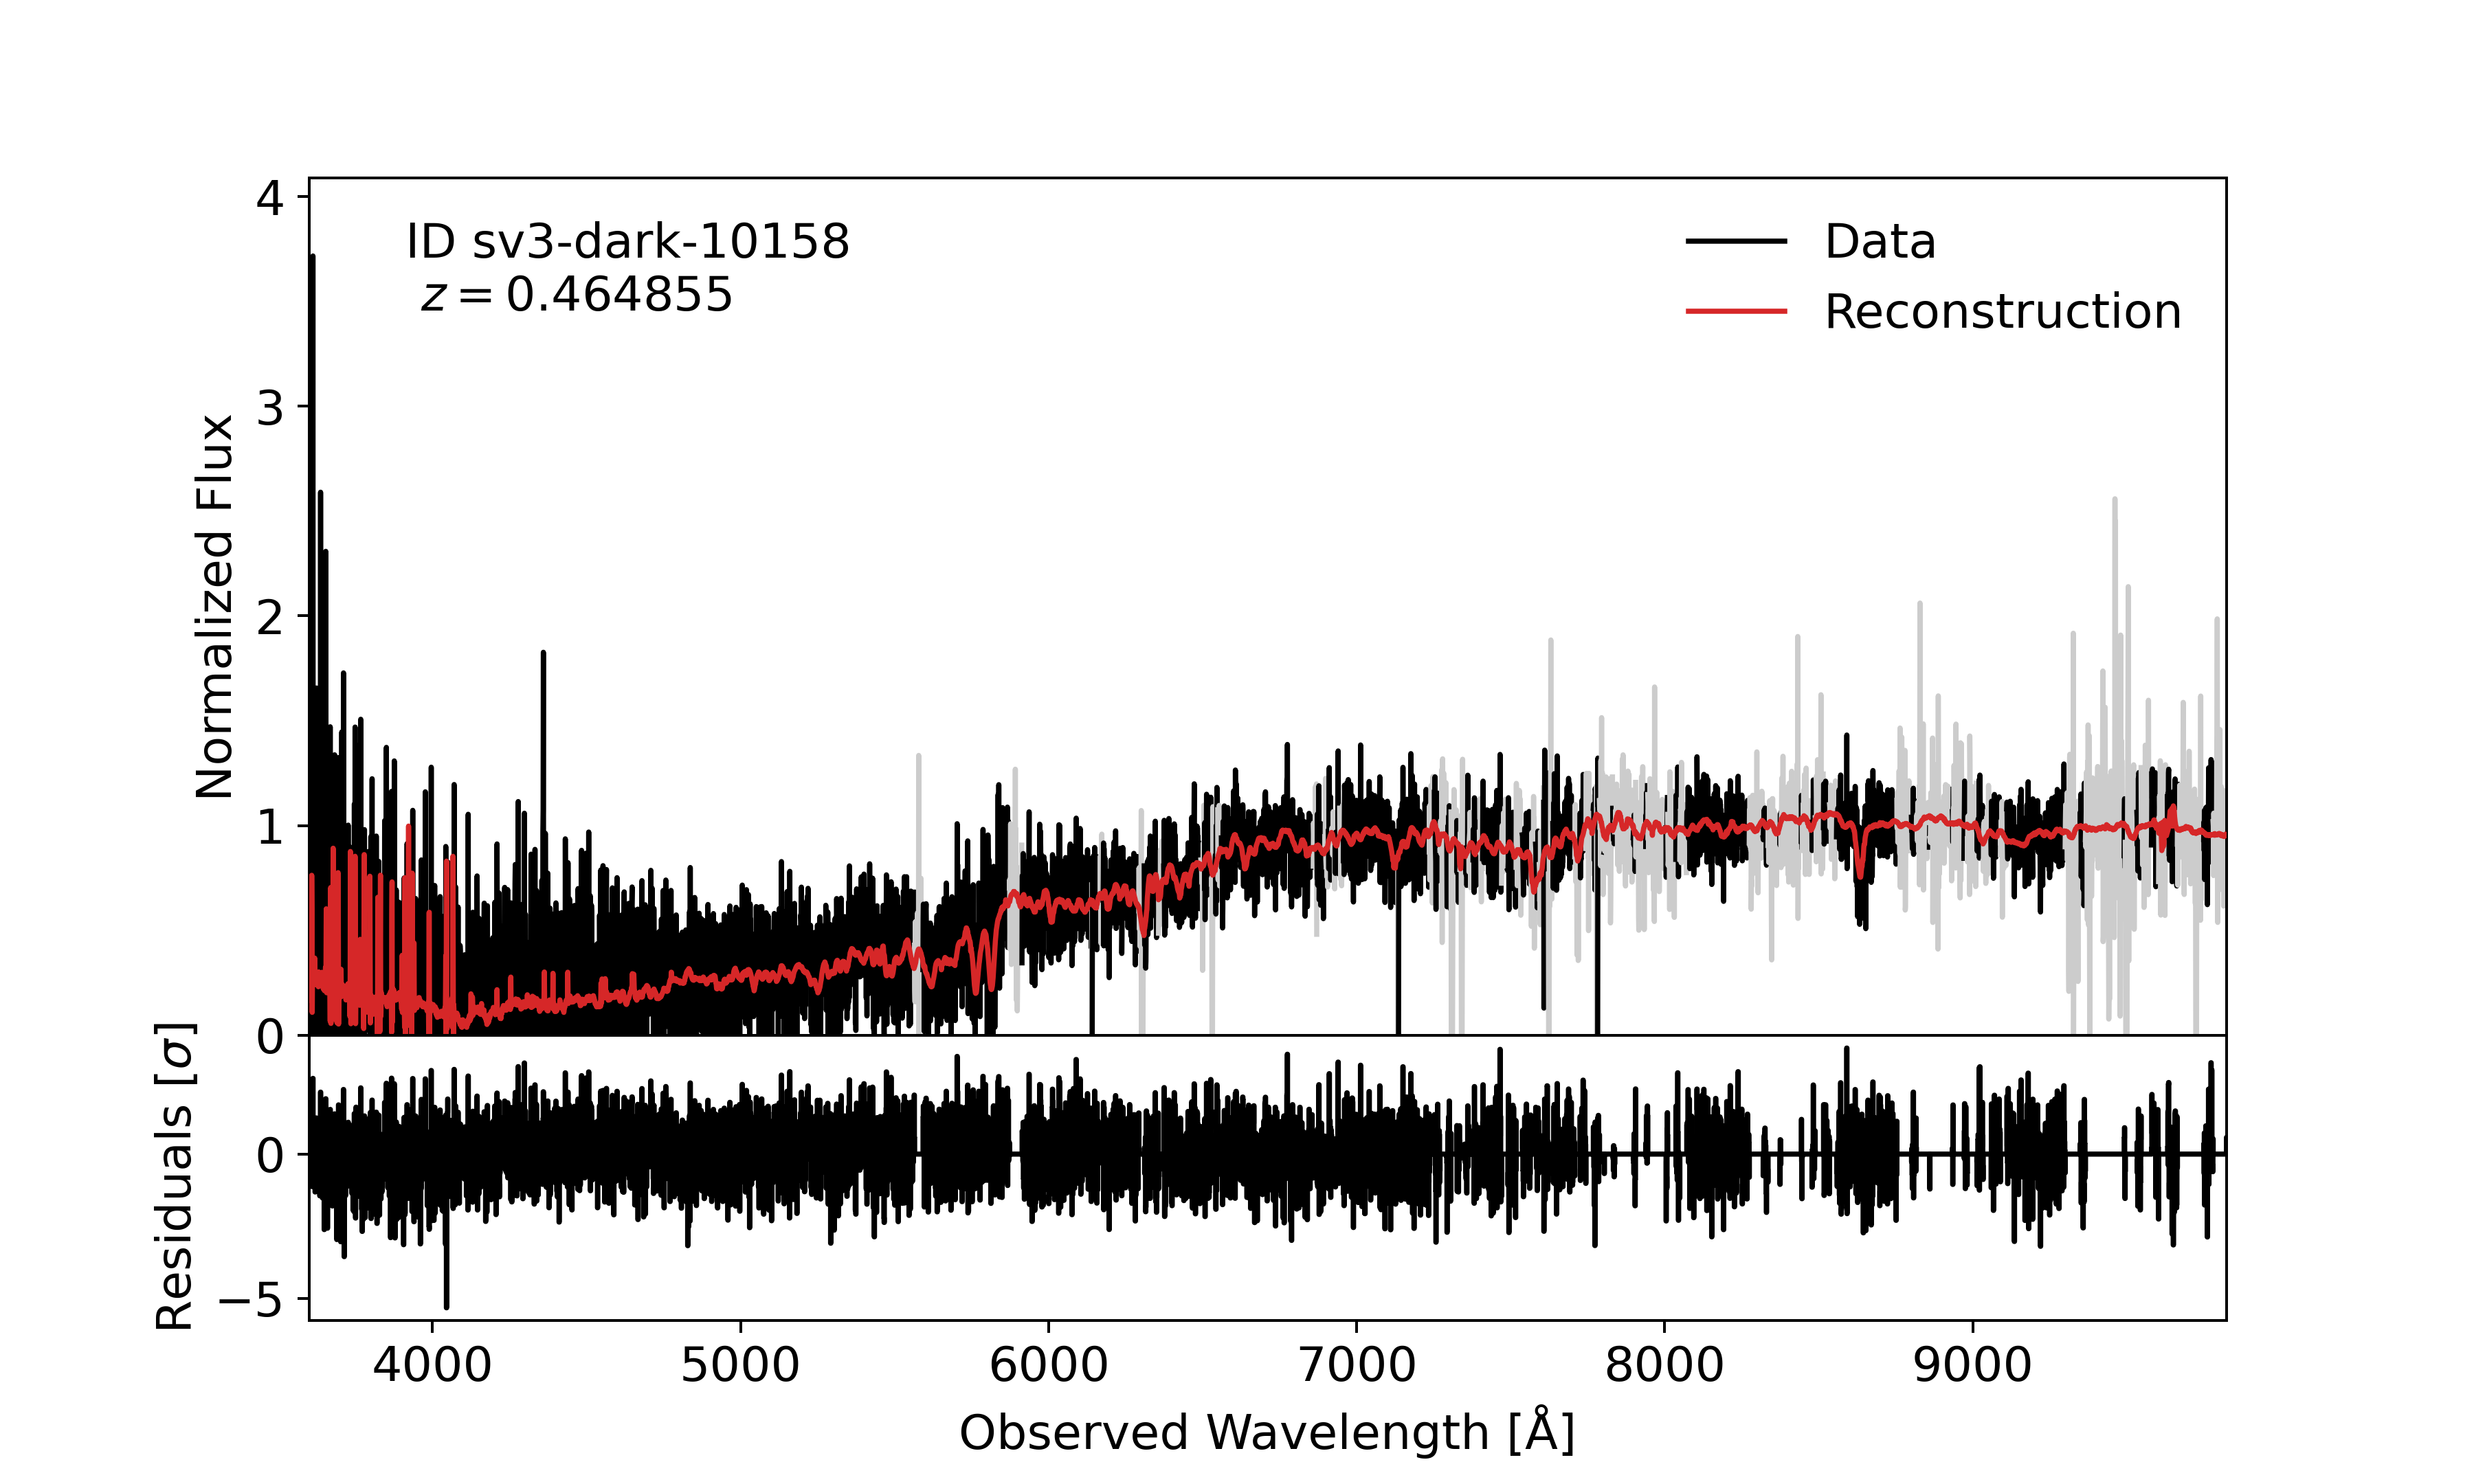 ID sv3-dark-10158
z = 0.464855
Data
Reconstruction
Normalized Flux
4
3
2
1
0
Residuals [σ]
0
−5
4000 5000 6000 7000 8000 9000
Observed Wavelength [Å]